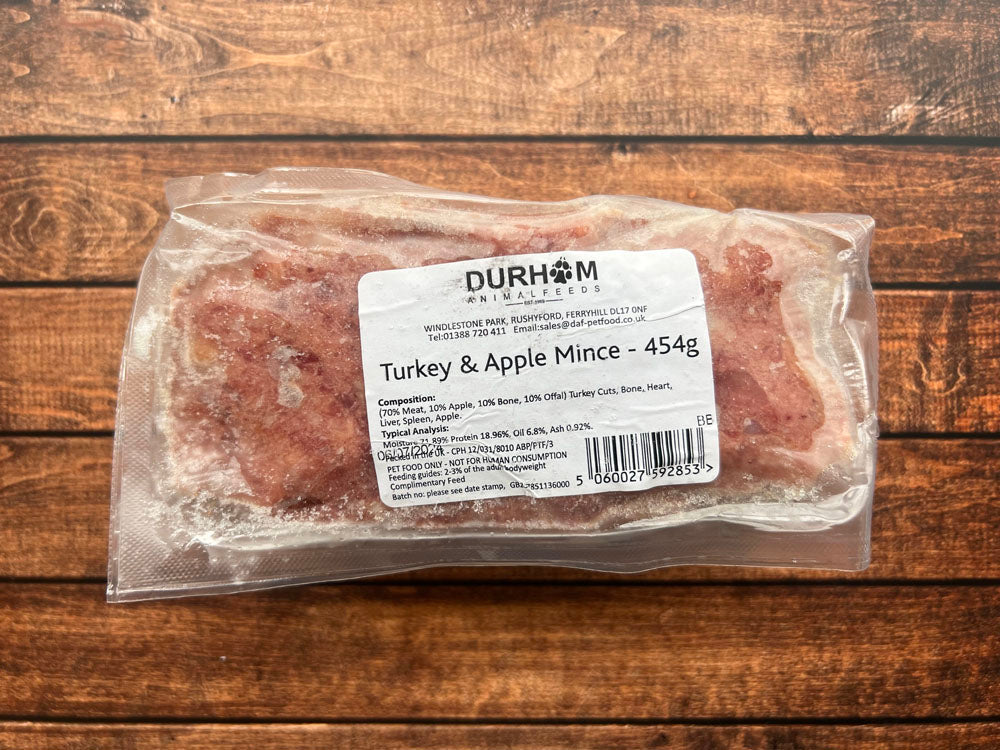 DURHAM
ANIMALFEEDS
EST. 1989
WINDLESTONE PARK, RUSHYFORD, FERRYHILL DL17 0NF
Tel:01388 720 411 Email:sales@daf-petfood.co.uk
Turkey & Apple Mince - 454g
Composition:
(70% Meat, 10% Apple, 10% Bone, 10% Offal) Turkey Cuts, Bone, Heart,
Liver, Spleen, Apple.
Typical Analysis:
Moisture 71.89% Protein 18.96%, Oil 6.8%, Ash 0.92%.
BE
Packed in the UK - CPH 12/031/8010 ABP/PTF/3
PET FOOD ONLY - NOT FOR HUMAN CONSUMPTION
Feeding guides: 2-3% of the adult bodyweight
Complimentary Feed
Batch no: please see date stamp,
5 060027 592853 >